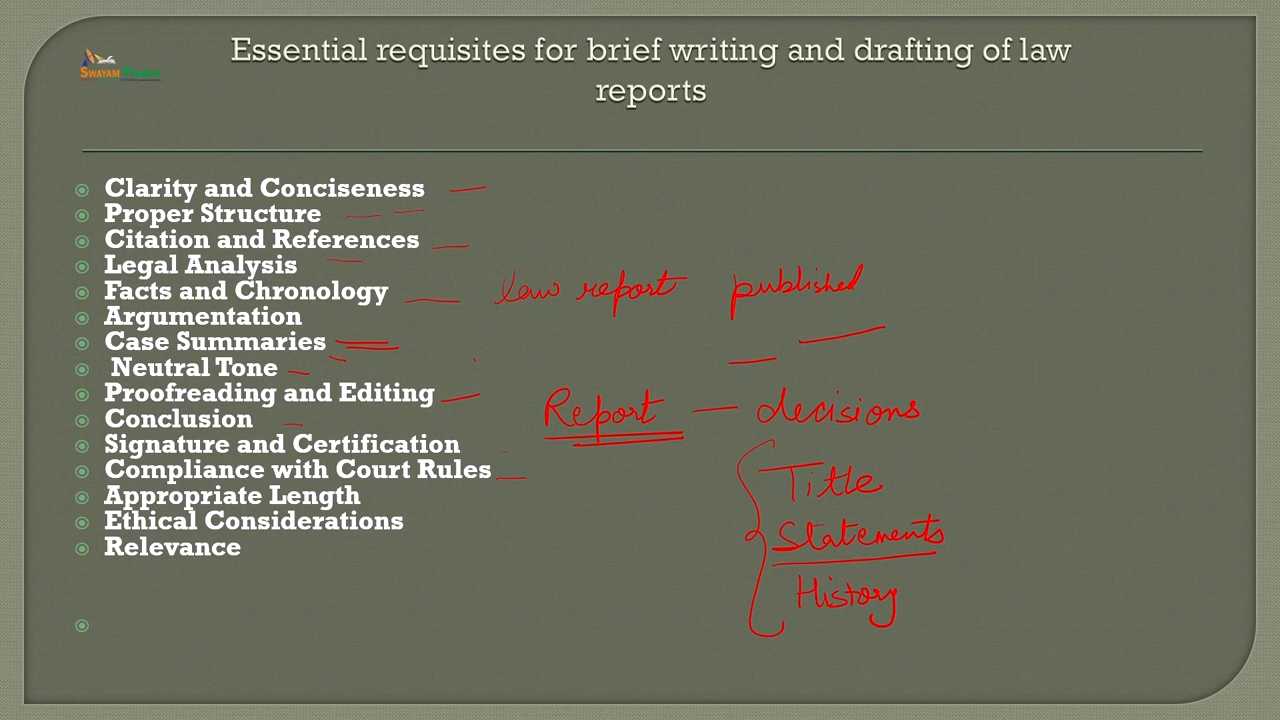 Essential requisites for brief writing and drafting of law
reports
SWAYAM PRABHA
Clarity and Conciseness
Proper Structure
Citation and References
Legal Analysis
Facts and Chronology
law report published
Argumentation
Case Summaries
Neutral Tone
Proofreading and Editing
Report — decisions
Conclusion
Signature and Certification
Compliance with Court Rules
Title
Appropriate Length
Ethical Considerations
Statements
Relevance
History